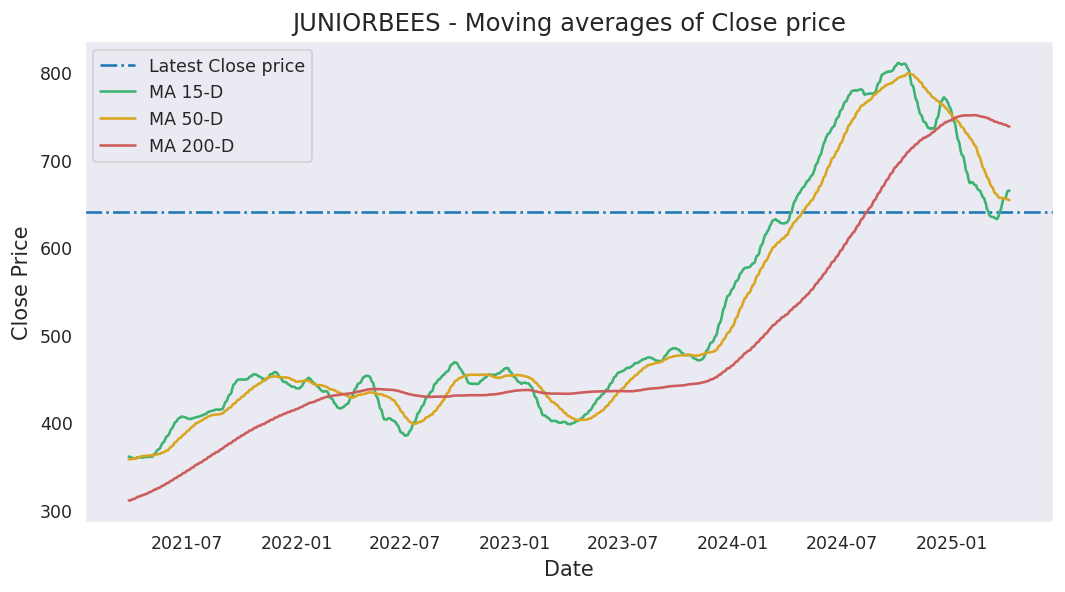 JUNIORBEES - Moving averages of Close price
Latest Close price
MA 15-D
MA 50-D
MA 200-D
Close Price
800
700
600
500
400
300
2021-07
2022-01
2022-07
2023-01
2023-07
2024-01
2024-07
2025-01
Date